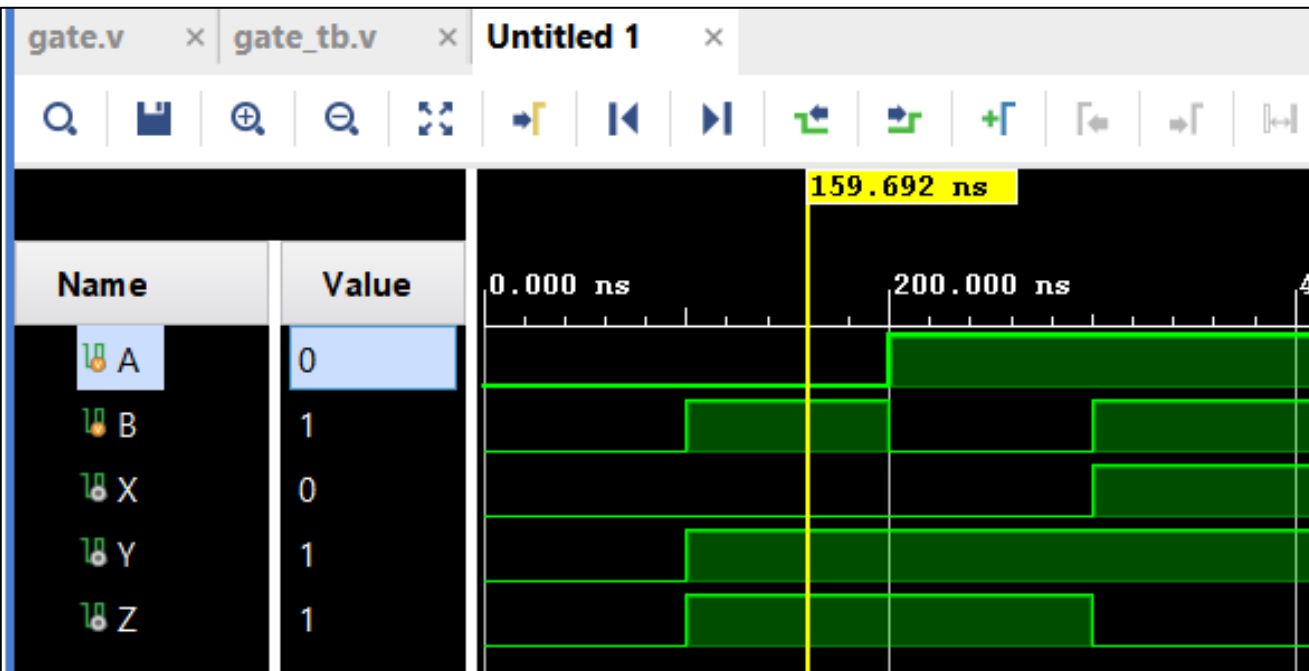 gate.v × gate_tb.v × Untitled 1 ×
159.692 ns
Name Value 0.000 ns 200.000 ns 4
A 0
B 1
X 0
Y 1
Z 1